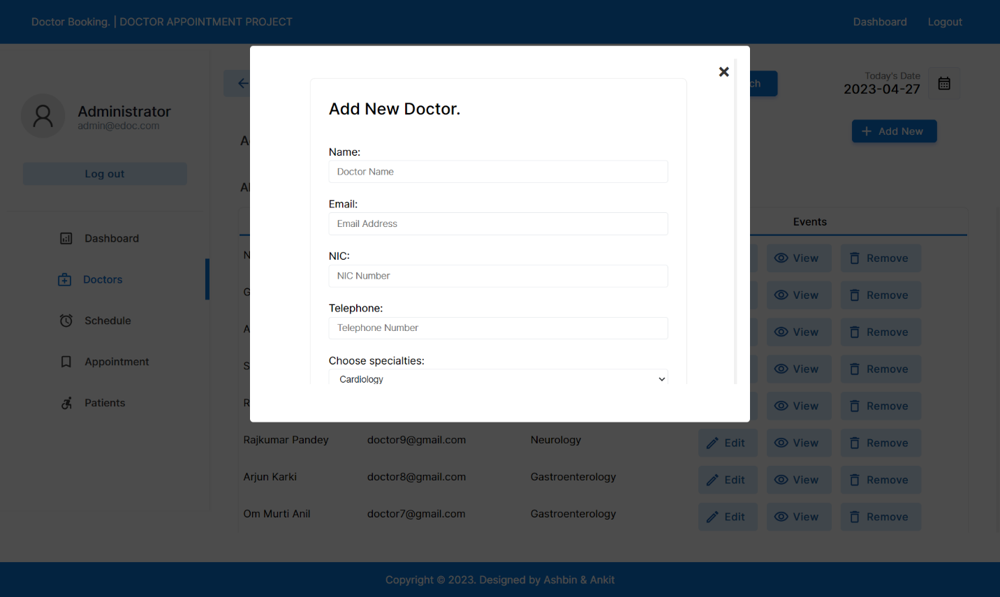 Doctor Booking. | DOCTOR APPOINTMENT PROJECT
Dashboard
Logout
Administrator
admin@edoc.com
Log out
Dashboard
Doctors
Schedule
Appointment
Patients
Today's Date
2023-04-27
Add New
Add New Doctor.
Name:
Doctor Name
Email:
Email Address
NIC:
NIC Number
Telephone:
Telephone Number
Choose specialties:
Cardiology
Events
View Remove
View Remove
View Remove
View Remove
View Remove
Rajkumar Pandey doctor9@gmail.com Neurology Edit View Remove
Arjun Karki doctor8@gmail.com Gastroenterology Edit View Remove
Om Murti Anil doctor7@gmail.com Gastroenterology Edit View Remove
Copyright © 2023. Designed by Ashbin & Ankit